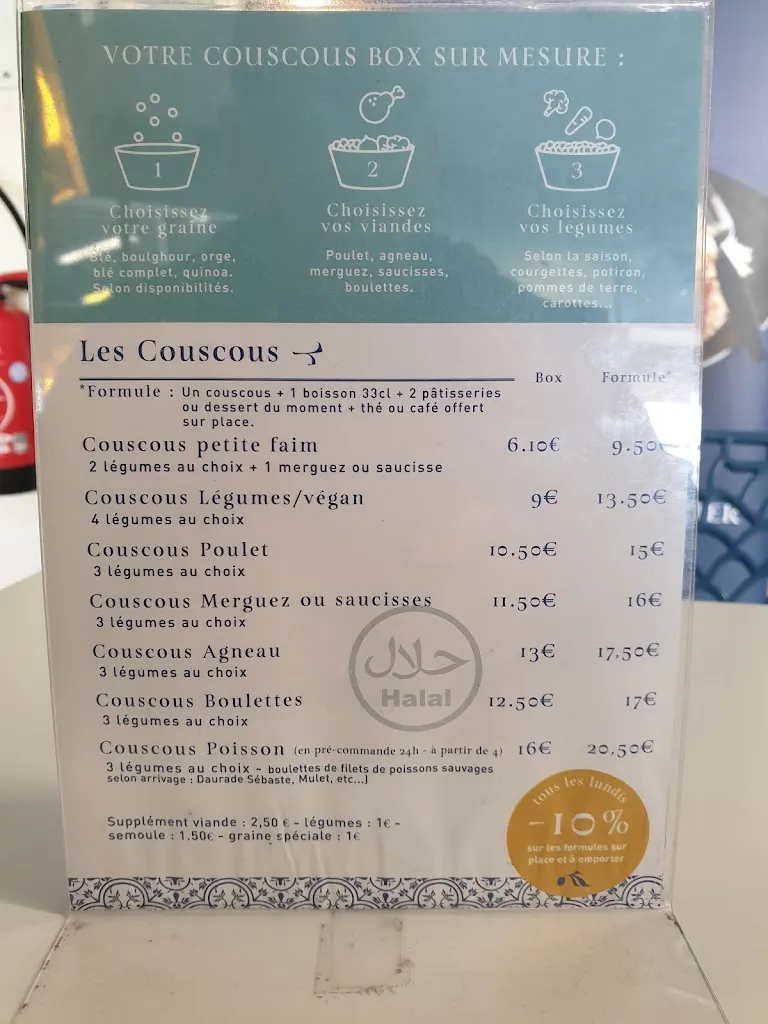 VOTRE COUSCOUS BOX SUR MESURE :
1
Choisissez
votre graine
Blé, boulghour, orge,
blé complet, quinoa.
Selon disponibilités.
2
Choisissez
vos viandes
Poulet, agneau,
merguez, saucisses,
boulettes.
3
Choisissez
vos légumes
Selon la saison,
courgettes, potiron,
pommes de terre,
carottes...
Les Couscous
Box Formule*
*Formule : Un couscous + 1 boisson 33cl + 2 pâtisseries
ou dessert du moment + thé ou café offert
sur place.
Couscous petite faim 6.10€ 9.50€
2 légumes au choix + 1 merguez ou saucisse
Couscous Légumes/végan 9€ 13.50€
4 légumes au choix
Couscous Poulet 10.50€ 15€
3 légumes au choix
Couscous Merguez ou saucisses 11.50€ 16€
3 légumes au choix
Couscous Agneau 13€ 17,50€
3 légumes au choix
حلال
Halal
Couscous Boulettes 12.50€ 17€
3 légumes au choix
Couscous Poisson (en pré-commande 24h - à partir de 4) 16€ 20,50€
3 légumes au choix - boulettes de filets de poissons sauvages
selon arrivage : Daurade Sébaste, Mulet, etc...)
Supplément viande : 2,50 € - légumes : 1€ -
semoule : 1.50€ - graine spéciale : 1€
tous les lundis
-10%
sur les formules sur
place et à emporter